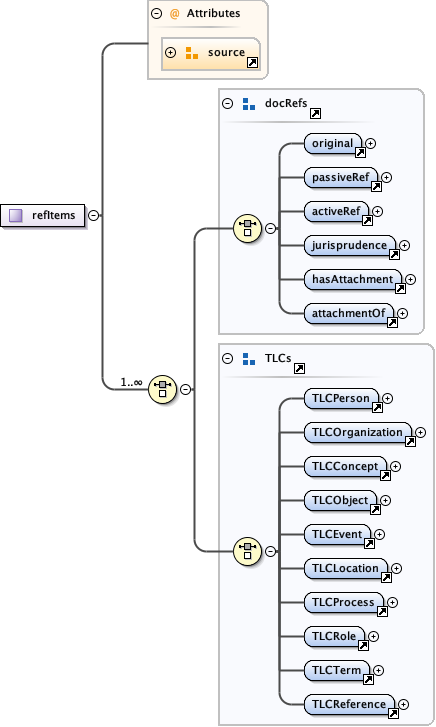 @ Attributes
source
docRefs
original
passiveRef
activeRef
refItems
jurisprudence
hasAttachment
attachmentOf
TLCs
1..∞
TLCPerson
TLCOrganization
TLCConcept
TLCObject
TLCEvent
TLCLocation
TLCProcess
TLCRole
TLCTerm
TLCReference